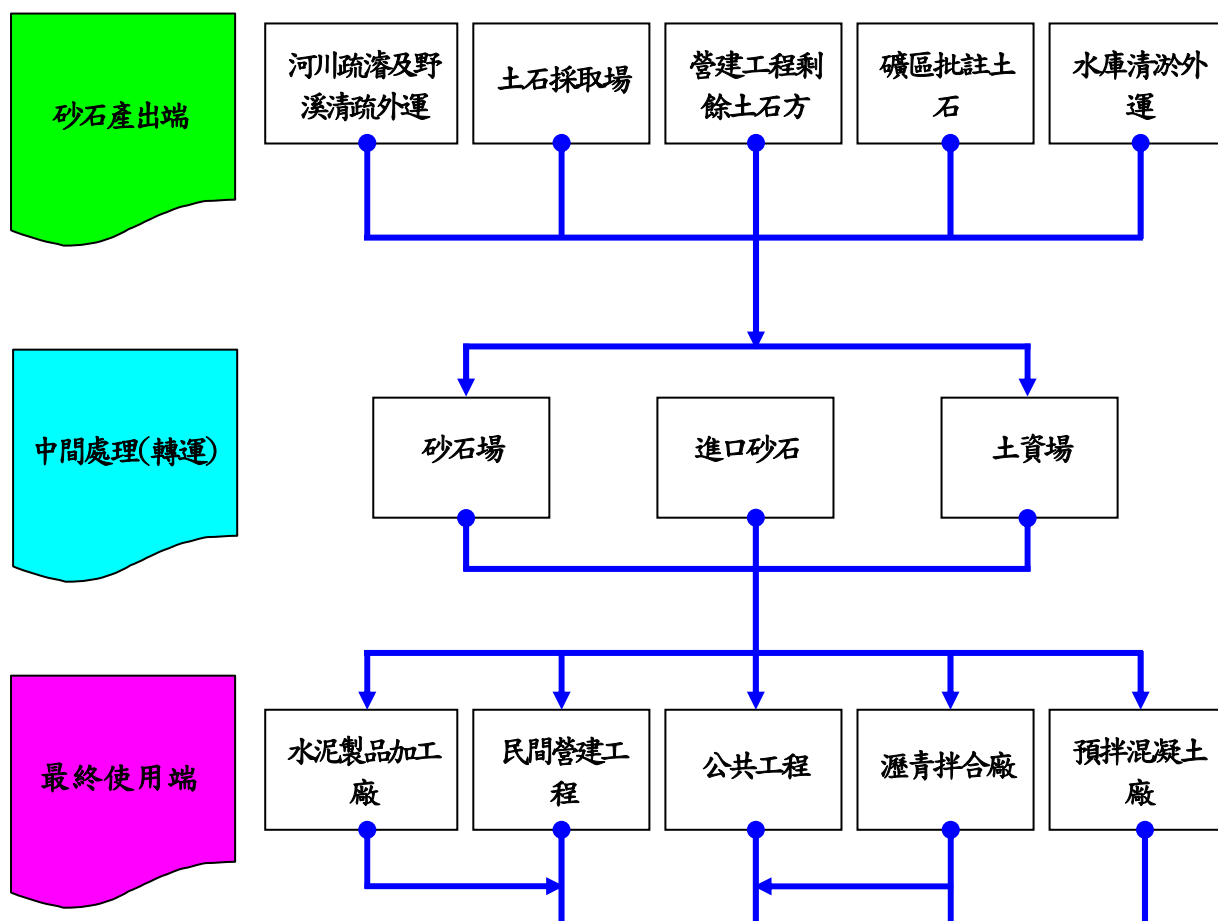 砂石產出端
河川疏濬及野
溪清疏外運
土石採取場
營建工程剩
餘土石方
礦區批註土
石
水庫清淤外
運
中間處理(轉運)
砂石場
進口砂石
土資場
最終使用端
水泥製品加工
廠
民間營建工
程
公共工程
瀝青拌合廠
預拌混凝土
廠